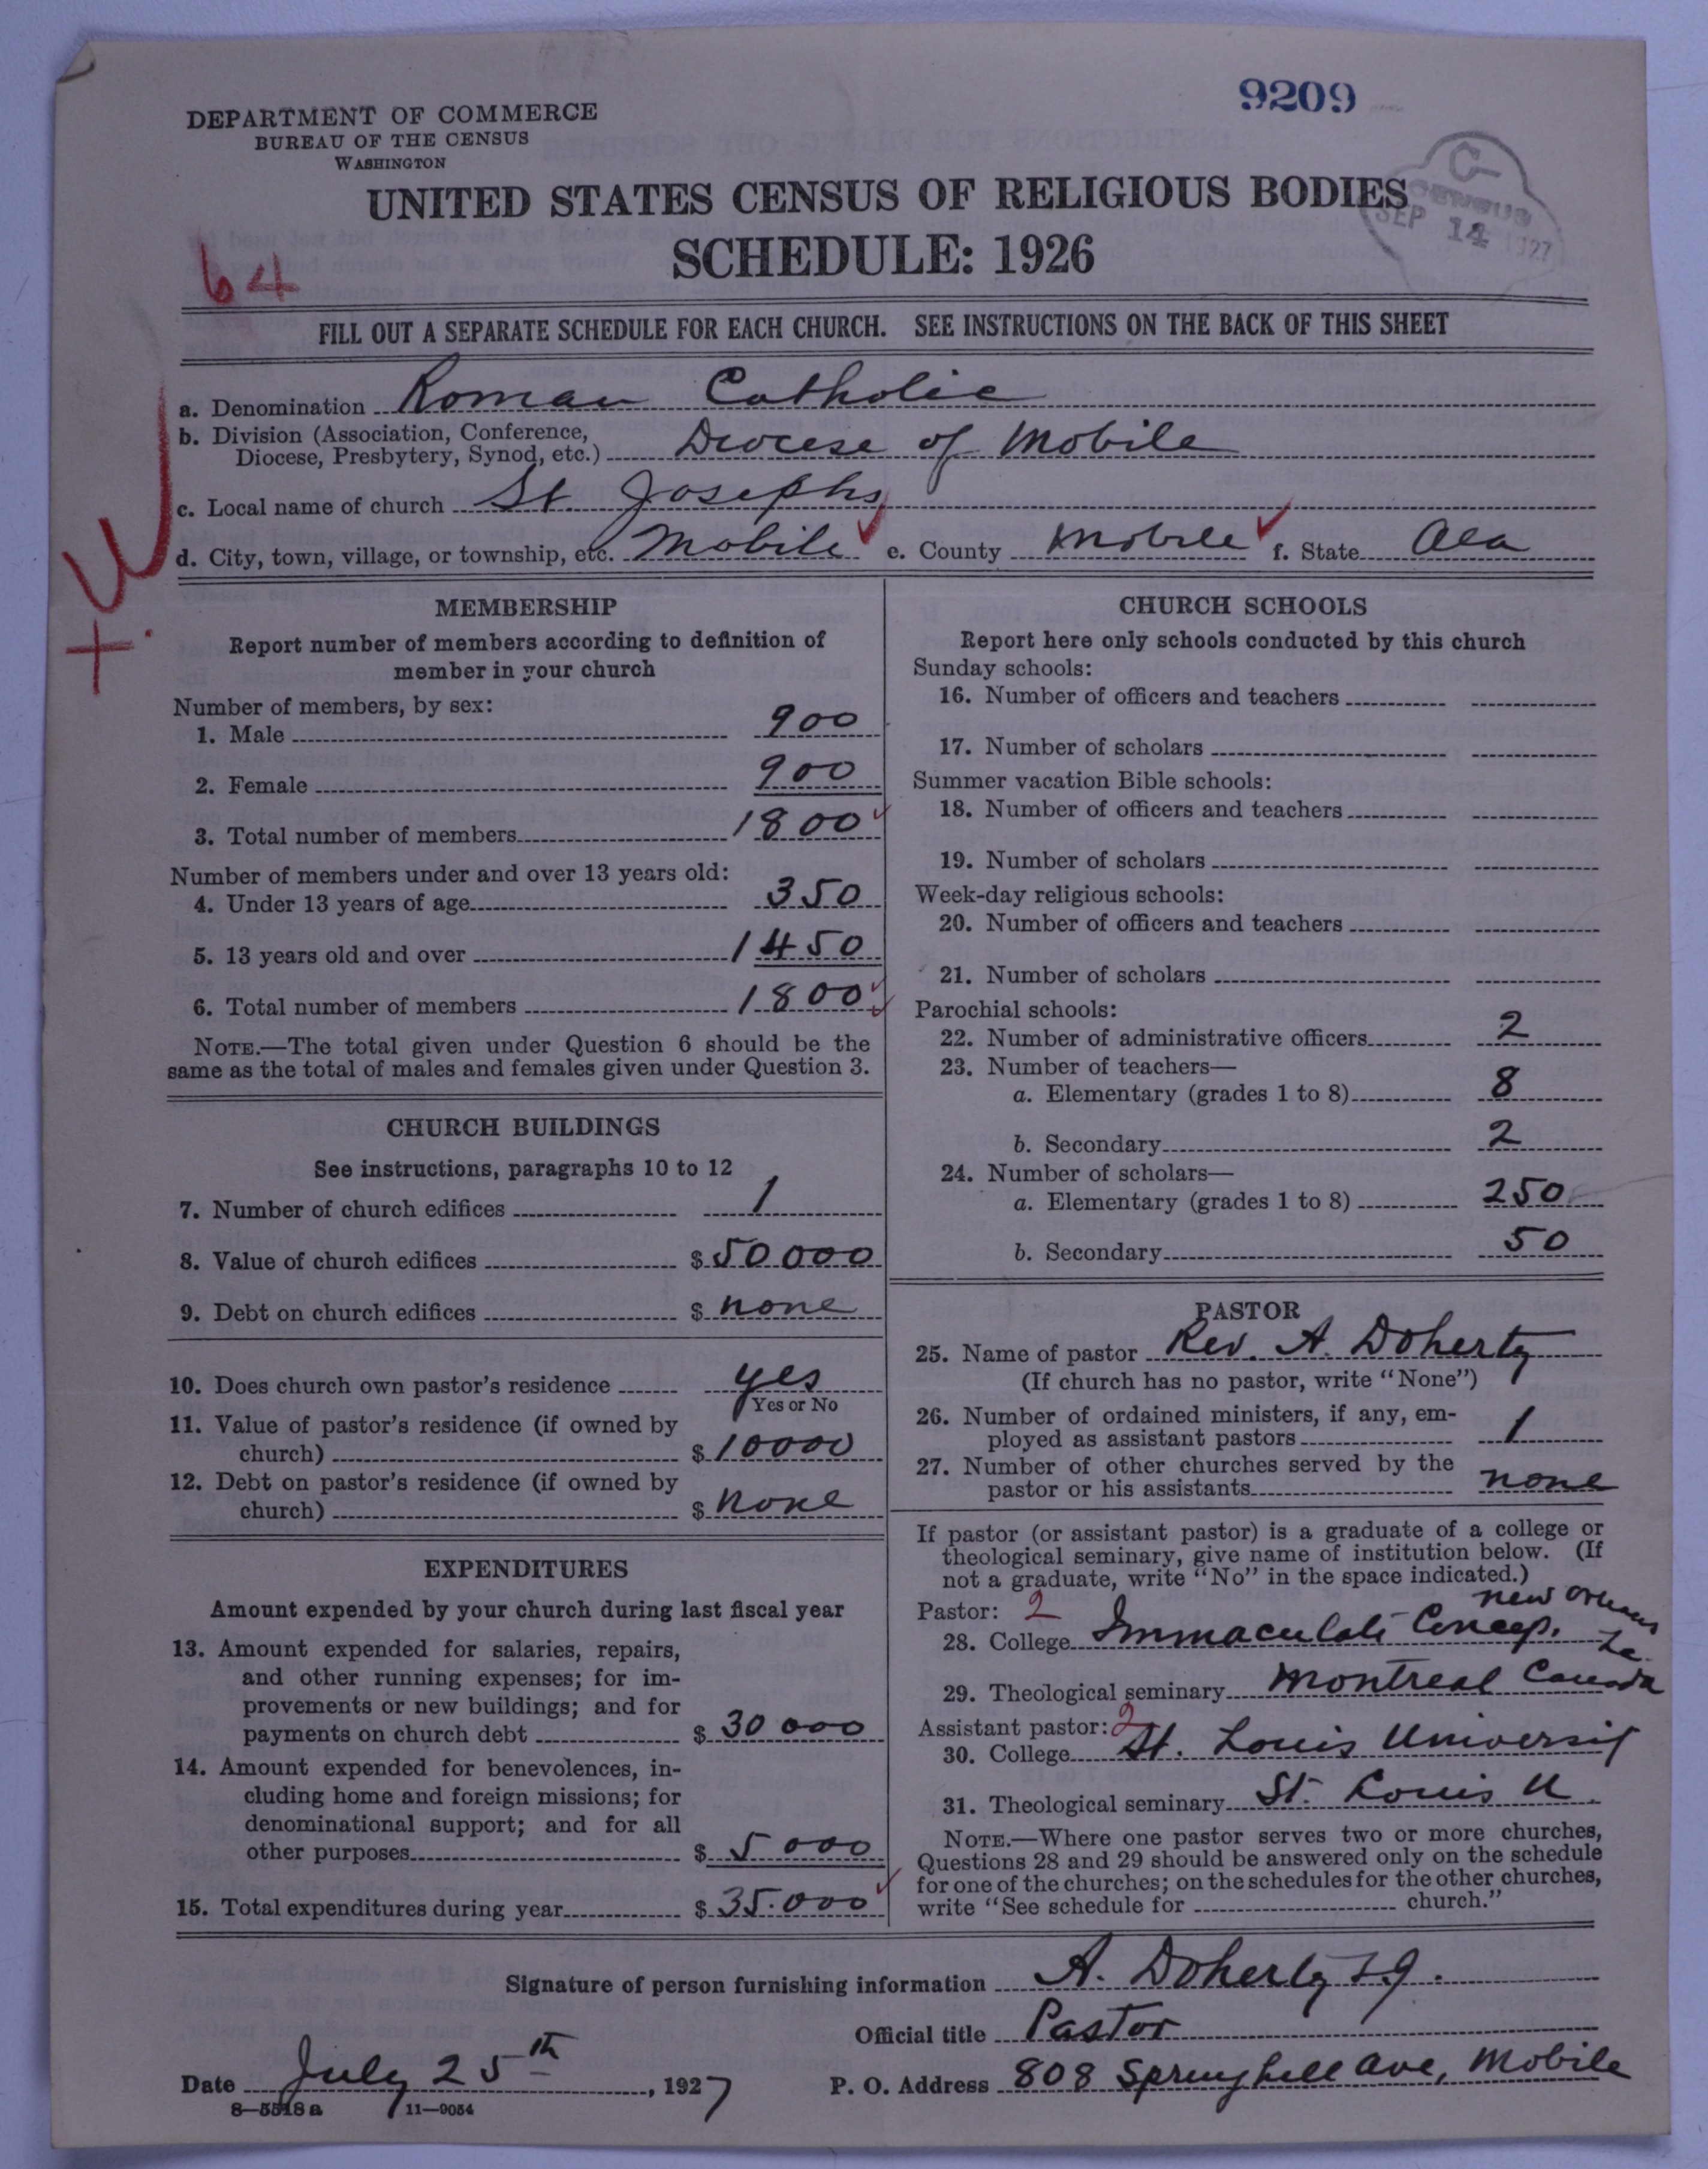 9209
DEPARTMENT OF COMMERCE
BUREAU OF THE CENSUS
WASHINGTON
C
CENSUS
SEP 14 1927
UNITED STATES CENSUS OF RELIGIOUS BODIES
SCHEDULE: 1926
64
FILL OUT A SEPARATE SCHEDULE FOR EACH CHURCH. SEE INSTRUCTIONS ON THE BACK OF THIS SHEET
a. Denomination Roman Catholic
b. Division (Association, Conference,
Diocese, Presbytery, Synod, etc.) Diocese of Mobile
c. Local name of church St. Josephs
d. City, town, village, or township, etc. Mobile e. County Mobile f. State Ala
+U
MEMBERSHIP
Report number of members according to definition of
member in your church
Number of members, by sex:
1. Male 900
2. Female 900
3. Total number of members 1800
Number of members under and over 13 years old:
4. Under 13 years of age 350
5. 13 years old and over 1450
6. Total number of members 1800
NOTE.—The total given under Question 6 should be the
same as the total of males and females given under Question 3.
CHURCH BUILDINGS
See instructions, paragraphs 10 to 12
7. Number of church edifices 1
8. Value of church edifices $ 50000
9. Debt on church edifices $ none
10. Does church own pastor's residence yes
Yes or No
11. Value of pastor's residence (if owned by
church) $ 10000
12. Debt on pastor's residence (if owned by
church) $ none
EXPENDITURES
Amount expended by your church during last fiscal year
13. Amount expended for salaries, repairs,
and other running expenses; for im-
provements or new buildings; and for
payments on church debt $ 30000
14. Amount expended for benevolences, in-
cluding home and foreign missions; for
denominational support; and for all
other purposes $ 5000
15. Total expenditures during year $ 35.000
CHURCH SCHOOLS
Report here only schools conducted by this church
Sunday schools:
16. Number of officers and teachers
17. Number of scholars
Summer vacation Bible schools:
18. Number of officers and teachers
19. Number of scholars
Week-day religious schools:
20. Number of officers and teachers
21. Number of scholars
Parochial schools:
22. Number of administrative officers 2
23. Number of teachers—
a. Elementary (grades 1 to 8) 8
b. Secondary 2
24. Number of scholars—
a. Elementary (grades 1 to 8) 250
b. Secondary 50
PASTOR
25. Name of pastor Rev. A. Doherty
(If church has no pastor, write "None")
26. Number of ordained ministers, if any, em-
ployed as assistant pastors 1
27. Number of other churches served by the
pastor or his assistants none
If pastor (or assistant pastor) is a graduate of a college or
theological seminary, give name of institution below. (If
not a graduate, write "No" in the space indicated.)
Pastor: 2 New Orleans
28. College Immaculate Concep. La.
29. Theological seminary Montreal Canada
Assistant pastor: 2
30. College St. Louis University
31. Theological seminary St. Louis U
NOTE.—Where one pastor serves two or more churches,
Questions 28 and 29 should be answered only on the schedule
for one of the churches; on the schedules for the other churches,
write "See schedule for church."
Signature of person furnishing information A. Doherty S.J.
Official title Pastor
Date July 25th, 1927 P. O. Address 808 Springhill Ave, Mobile
8—5518 a 11—9054